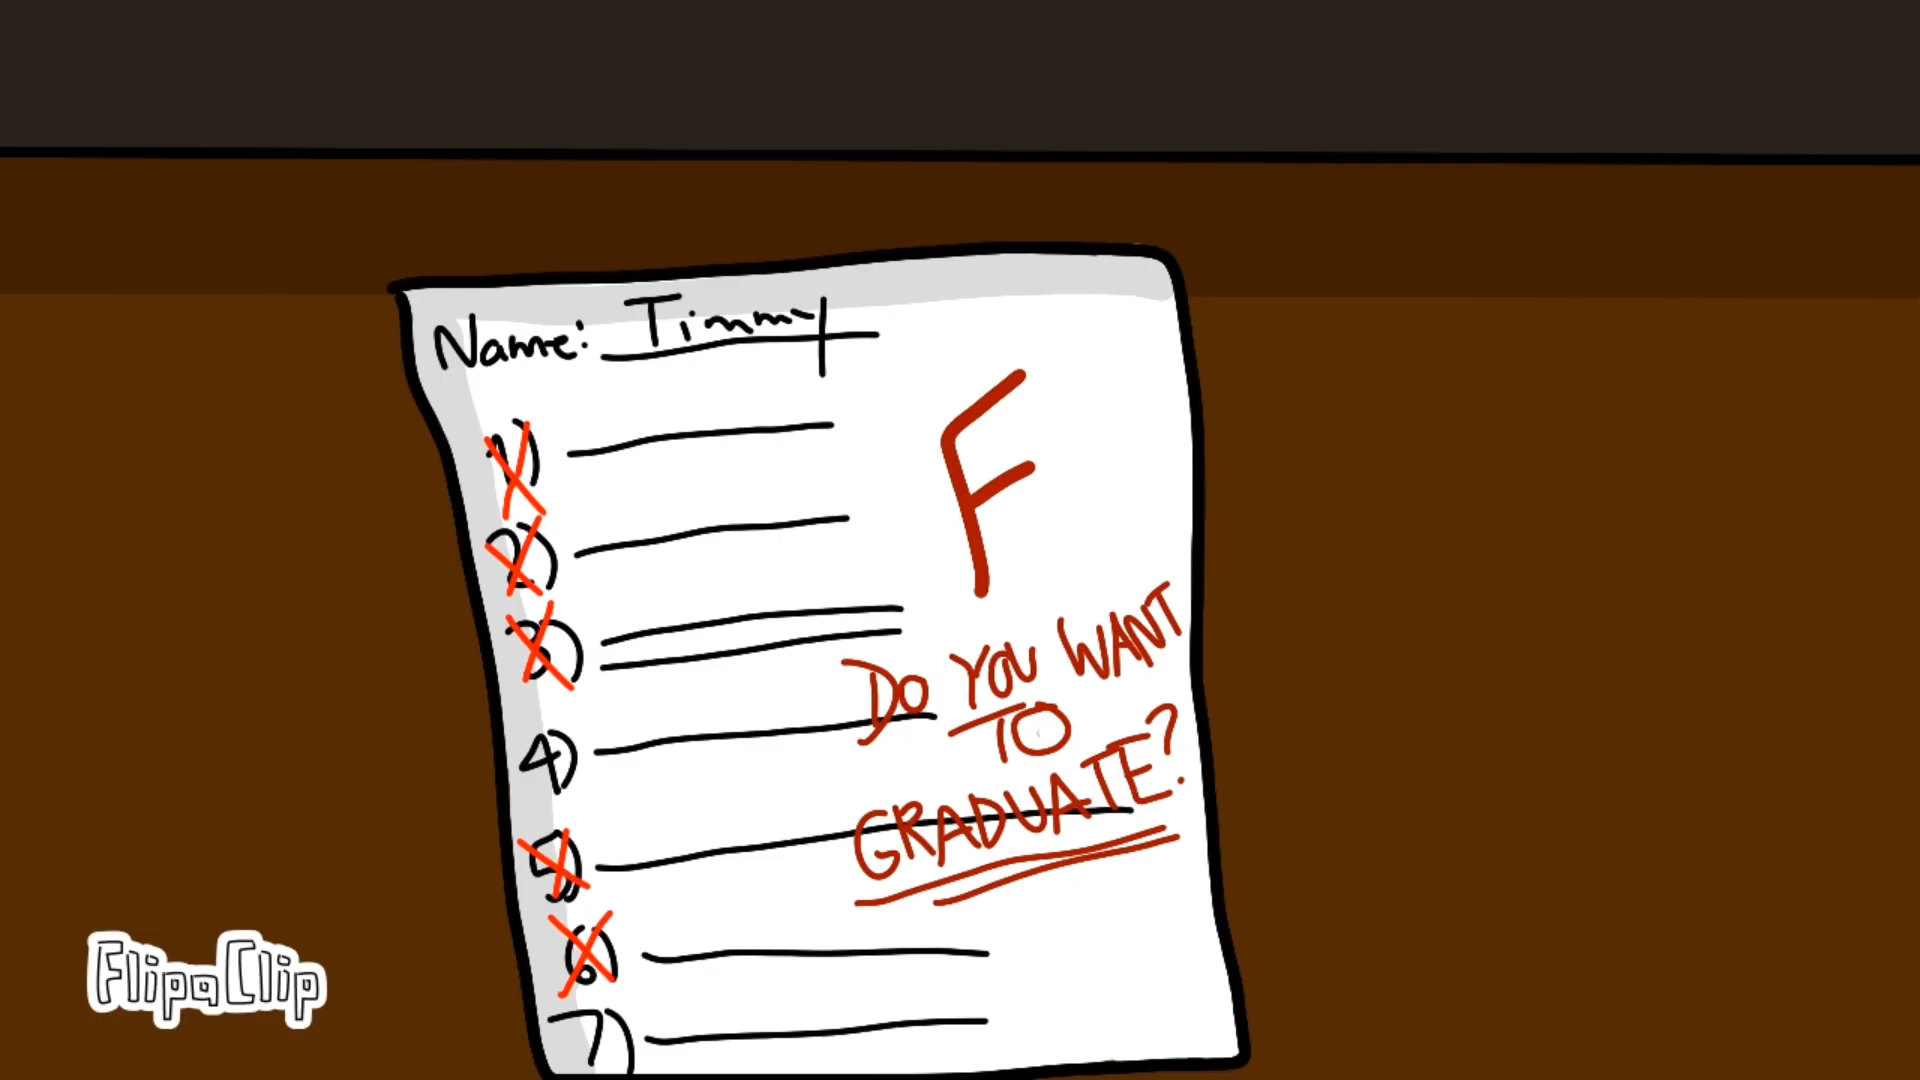 Name: Timmy
1)
2)
3)
4)
5)
6)
7)
F
DO YOU WANT
TO
GRADUATE?
FlipaClip